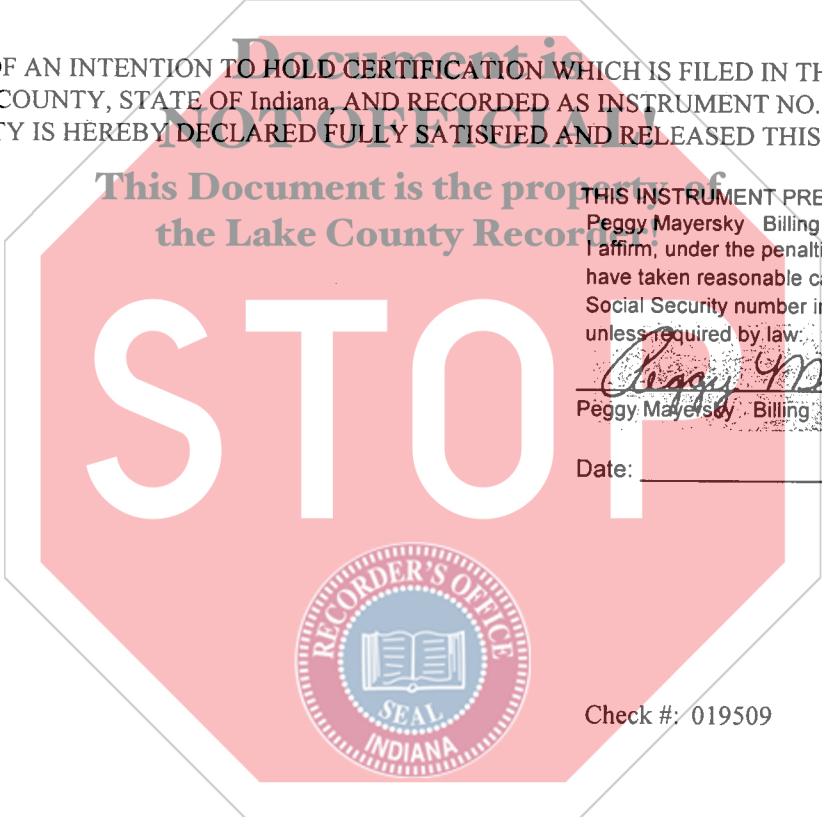 Document is
OF AN INTENTION TO HOLD CERTIFICATION WHICH IS FILED IN TH
COUNTY, STATE OF Indiana, AND RECORDED AS INSTRUMENT NO.
NOT OFFICIAL!
TY IS HEREBY DECLARED FULLY SATISFIED AND RELEASED THIS
This Document is the property of
the Lake County Recorder!
THIS INSTRUMENT PRE
Peggy Mayersky Billing
I affirm, under the penalti
have taken reasonable ca
Social Security number in
unless required by law.
Peggy M
Peggy Mayersky Billing
Date:
STOP
RECORDER'S OFFICE
SEAL
INDIANA
Check #: 019509